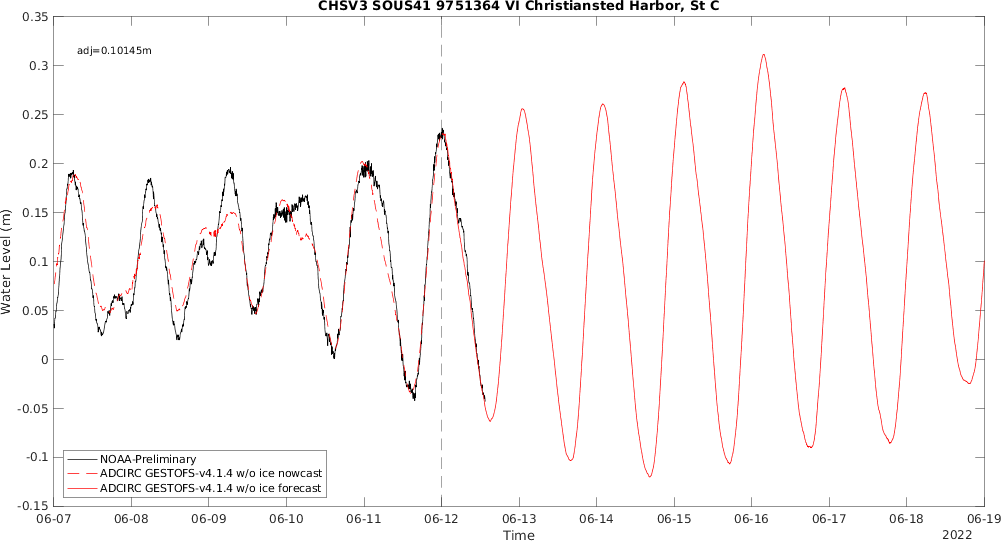 CHSV3 SOUS41 9751364 VI Christiansted Harbor, St C
adj=0.10145m
0.35
0.3
0.25
0.2
0.15
0.1
0.05
0
-0.05
-0.1
-0.15
Water Level (m)
NOAA-Preliminary
ADCIRC GESTOFS-v4.1.4 w/o ice nowcast
ADCIRC GESTOFS-v4.1.4 w/o ice forecast
06-07 06-08 06-09 06-10 06-11 06-12 06-13 06-14 06-15 06-16 06-17 06-18 06-19
Time
2022